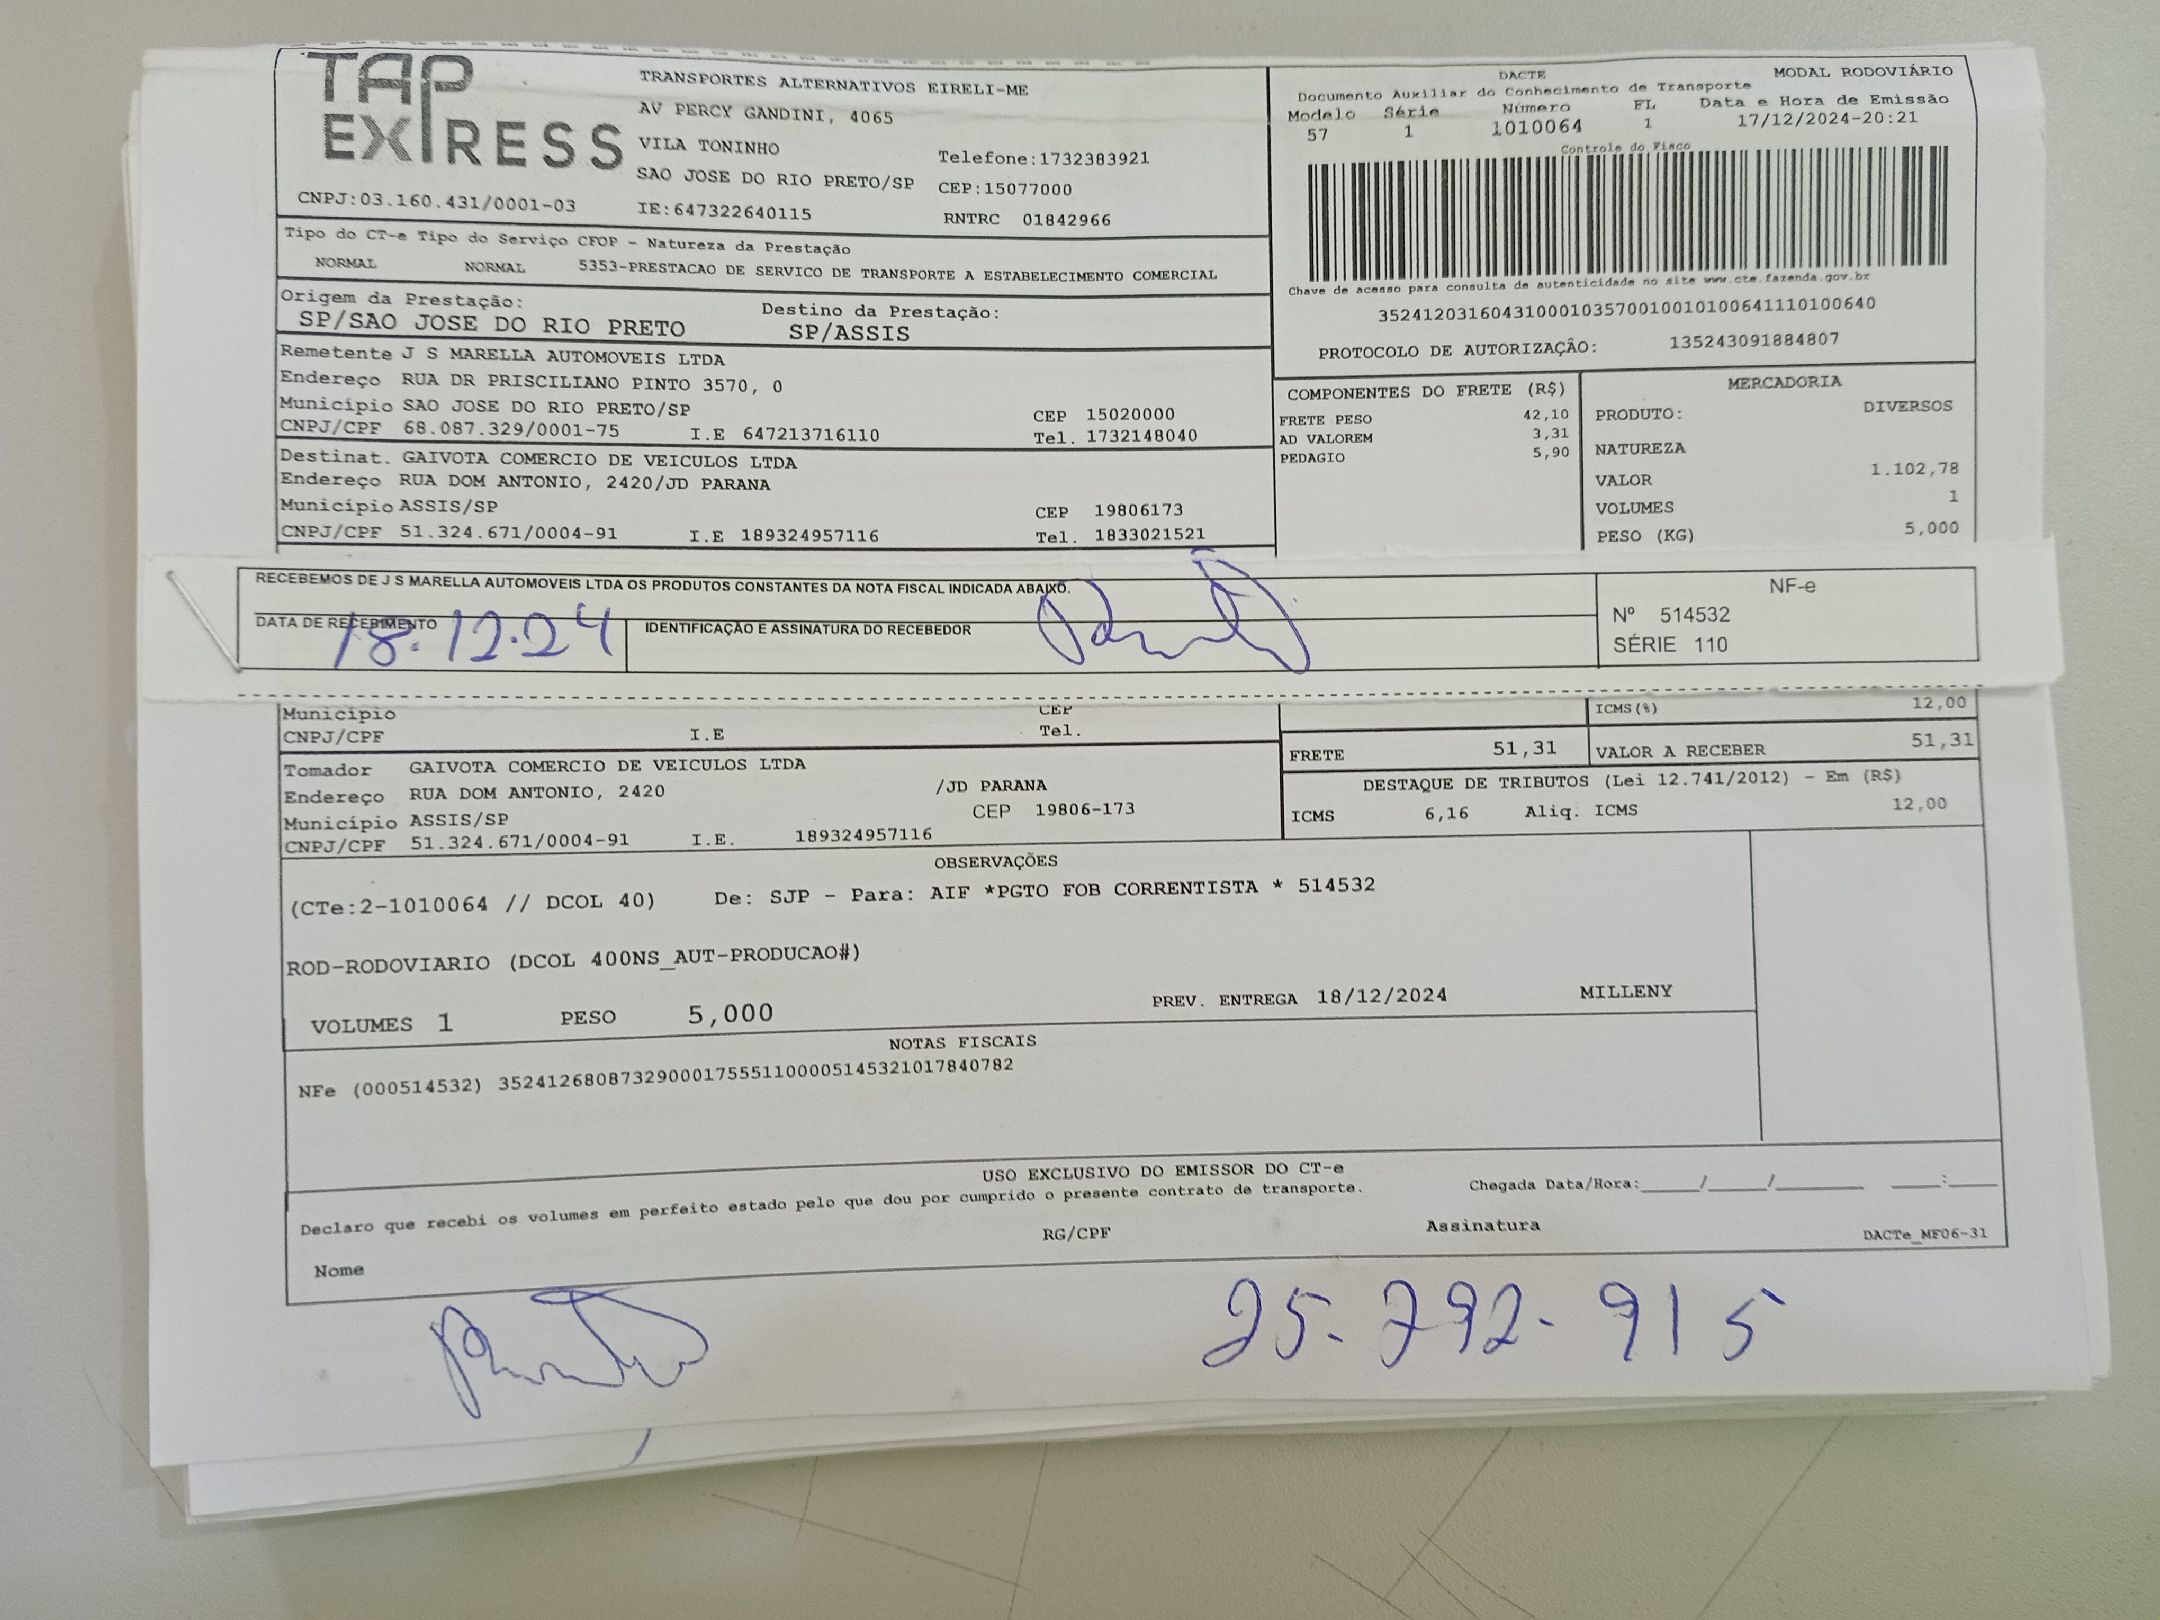 TAP EXPRESS
TRANSPORTES ALTERNATIVOS EIRELI-ME
AV PERCY GANDINI, 4065
VILA TONINHO
Telefone:1732383921
SAO JOSE DO RIO PRETO/SP CEP:15077000
CNPJ:03.160.431/0001-03 IE:647322640115 RNTRC 01842966
DACTE MODAL RODOVIÁRIO
Documento Auxiliar do Conhecimento de Transporte
Modelo Série Número FL Data e Hora de Emissão
57 1 1010064 1 17/12/2024-20:21
Controle do Fisco
Chave de acesso para consulta de autenticidade no site www.cte.fazenda.gov.br
35241203160431000103570010010100641110100640
PROTOCOLO DE AUTORIZAÇÃO: 135243091884807
Tipo do CT-e Tipo do Serviço CFOP - Natureza da Prestação
NORMAL NORMAL 5353-PRESTACAO DE SERVICO DE TRANSPORTE A ESTABELECIMENTO COMERCIAL
Origem da Prestação: Destino da Prestação:
SP/SAO JOSE DO RIO PRETO SP/ASSIS
Remetente J S MARELLA AUTOMOVEIS LTDA
Endereço RUA DR PRISCILIANO PINTO 3570, 0
Município SAO JOSE DO RIO PRETO/SP CEP 15020000
CNPJ/CPF 68.087.329/0001-75 I.E 647213716110 Tel. 1732148040
Destinat. GAIVOTA COMERCIO DE VEICULOS LTDA
Endereço RUA DOM ANTONIO, 2420/JD PARANA
Município ASSIS/SP CEP 19806173
CNPJ/CPF 51.324.671/0004-91 I.E 189324957116 Tel. 1833021521
COMPONENTES DO FRETE (R$)
FRETE PESO 42,10
AD VALOREM 3,31
PEDAGIO 5,90
MERCADORIA
PRODUTO: DIVERSOS
NATUREZA
VALOR 1.102,78
VOLUMES 1
PESO (KG) 5,000
RECEBEMOS DE J S MARELLA AUTOMOVEIS LTDA OS PRODUTOS CONSTANTES DA NOTA FISCAL INDICADA ABAIXO.
DATA DE RECEBIMENTO IDENTIFICAÇÃO E ASSINATURA DO RECEBEDOR
18.12.24
NF-e
Nº 514532
SÉRIE 110
Município CEP
CNPJ/CPF I.E Tel.
ICMS(%) 12,00
FRETE 51,31 VALOR A RECEBER 51,31
Tomador GAIVOTA COMERCIO DE VEICULOS LTDA
Endereço RUA DOM ANTONIO, 2420 /JD PARANA
Município ASSIS/SP CEP 19806-173
CNPJ/CPF 51.324.671/0004-91 I.E. 189324957116
DESTAQUE DE TRIBUTOS (Lei 12.741/2012) - Em (R$)
ICMS 6,16 Aliq. ICMS 12,00
OBSERVAÇÕES
(CTe:2-1010064 // DCOL 40) De: SJP - Para: AIF *PGTO FOB CORRENTISTA * 514532
ROD-RODOVIARIO (DCOL 400NS_AUT-PRODUCAO#)
VOLUMES 1 PESO 5,000 PREV. ENTREGA 18/12/2024 MILLENY
NOTAS FISCAIS
NFe (000514532) 35241268087329000175551100005145321017840782
USO EXCLUSIVO DO EMISSOR DO CT-e
Declaro que recebi os volumes em perfeito estado pelo que dou por cumprido o presente contrato de transporte. Chegada Data/Hora:____/____/______ ___:___
Nome RG/CPF Assinatura DACTe_MF06-31
25.792-915